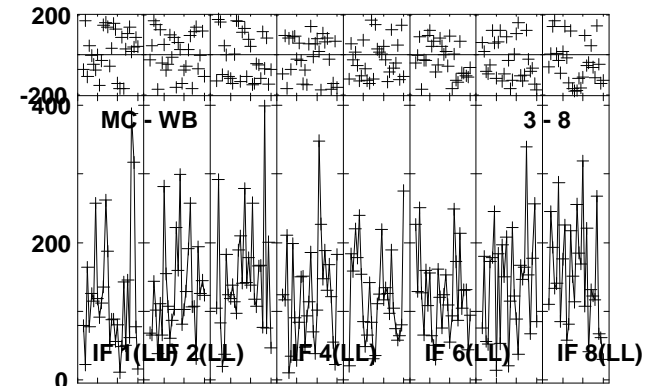 200
-200
400
MC - WB 3 - 8
200
IF 1(LL) IF 2(LL) IF 4(LL) IF 6(LL) IF 8(LL)
0